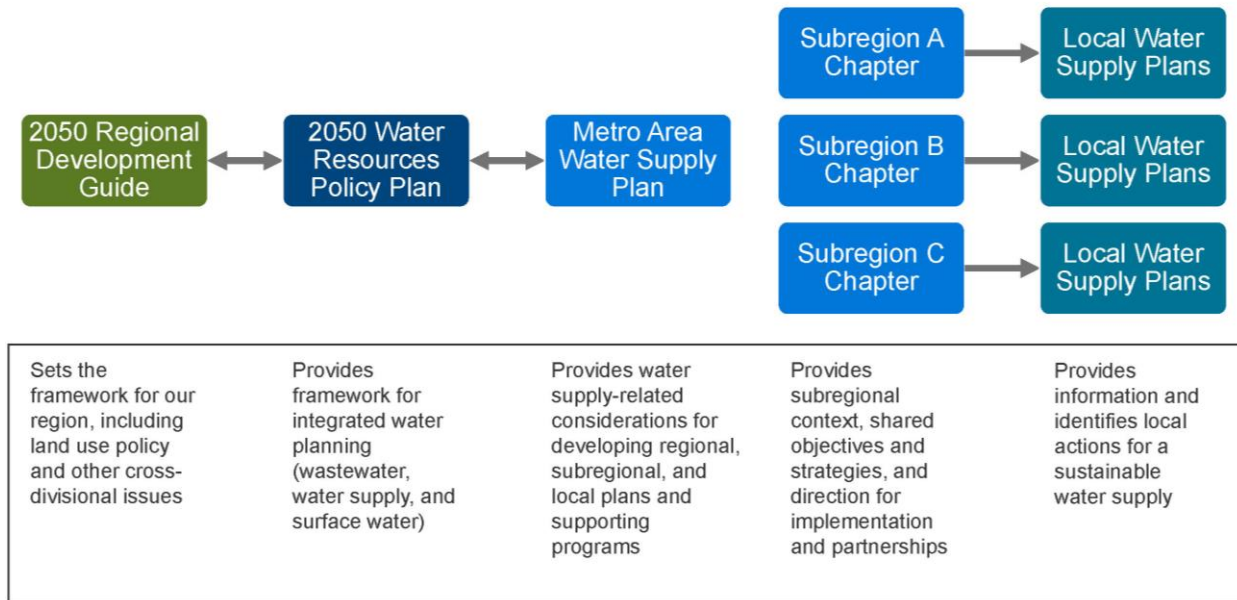 Subregion A
Chapter
Local Water
Supply Plans
2050 Regional
Development
Guide
2050 Water
Resources
Policy Plan
Metro Area
Water Supply
Plan
Subregion B
Chapter
Local Water
Supply Plans
Subregion C
Chapter
Local Water
Supply Plans
Sets the
framework for our
region, including
land use policy
and other cross-
divisional issues
Provides
framework for
integrated water
planning
(wastewater,
water supply, and
surface water)
Provides water
supply-related
considerations for
developing regional,
subregional, and
local plans and
supporting
programs
Provides
subregional
context, shared
objectives and
strategies, and
direction for
implementation
and partnerships
Provides
information and
identifies local
actions for a
sustainable
water supply